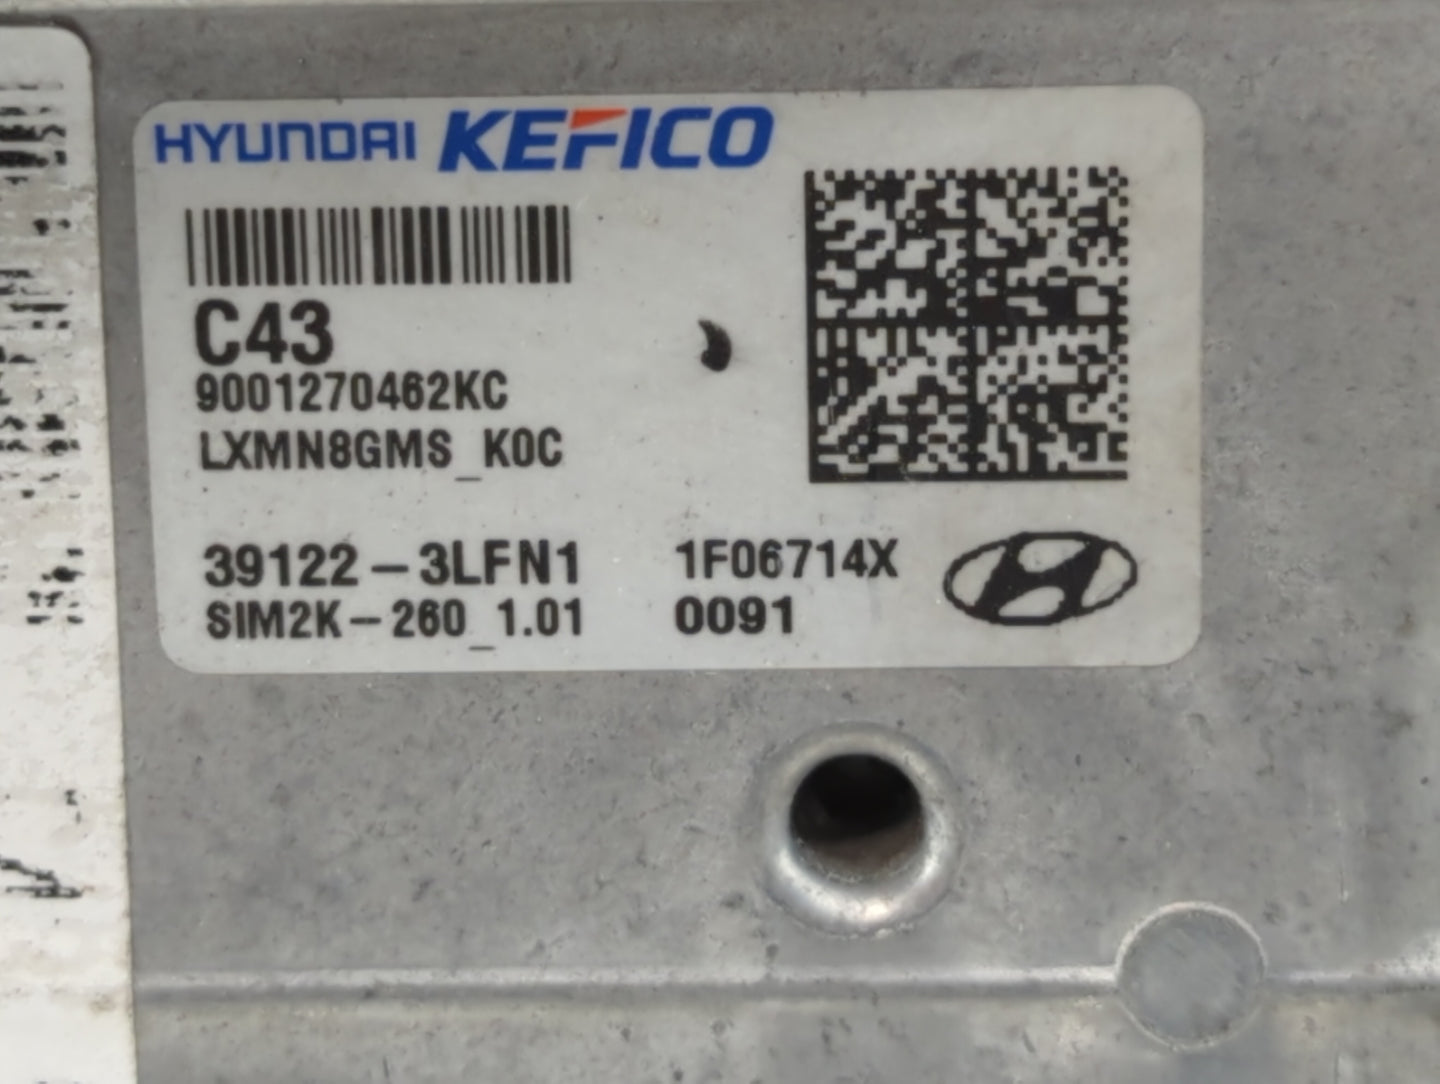 HYUNDAI KEFICO
C43
9001270462KC
LXMN8GMS_K0C
39122-3LFN1 1F06714X
SIM2K-260_1.01 0091